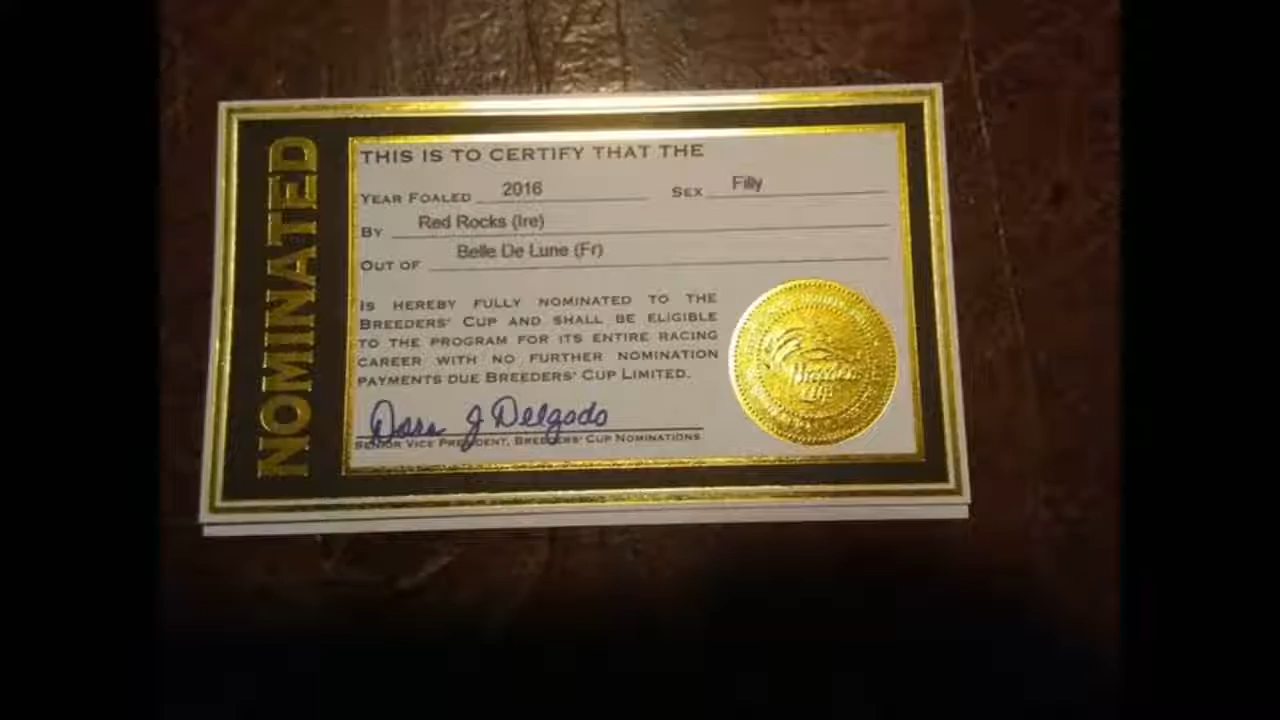 NOMINATED
THIS IS TO CERTIFY THAT THE
YEAR FOALED 2016 SEX Filly
BY Red Rocks (Ire)
OUT OF Belle De Lune (Fr)
IS HEREBY FULLY NOMINATED TO THE
BREEDERS' CUP AND SHALL BE ELIGIBLE
TO THE PROGRAM FOR ITS ENTIRE RACING
CAREER WITH NO FURTHER NOMINATION
PAYMENTS DUE BREEDERS' CUP LIMITED.
Dora J Delgado
SENIOR VICE PRESIDENT, BREEDERS' CUP NOMINATIONS
Breeders'
CUP